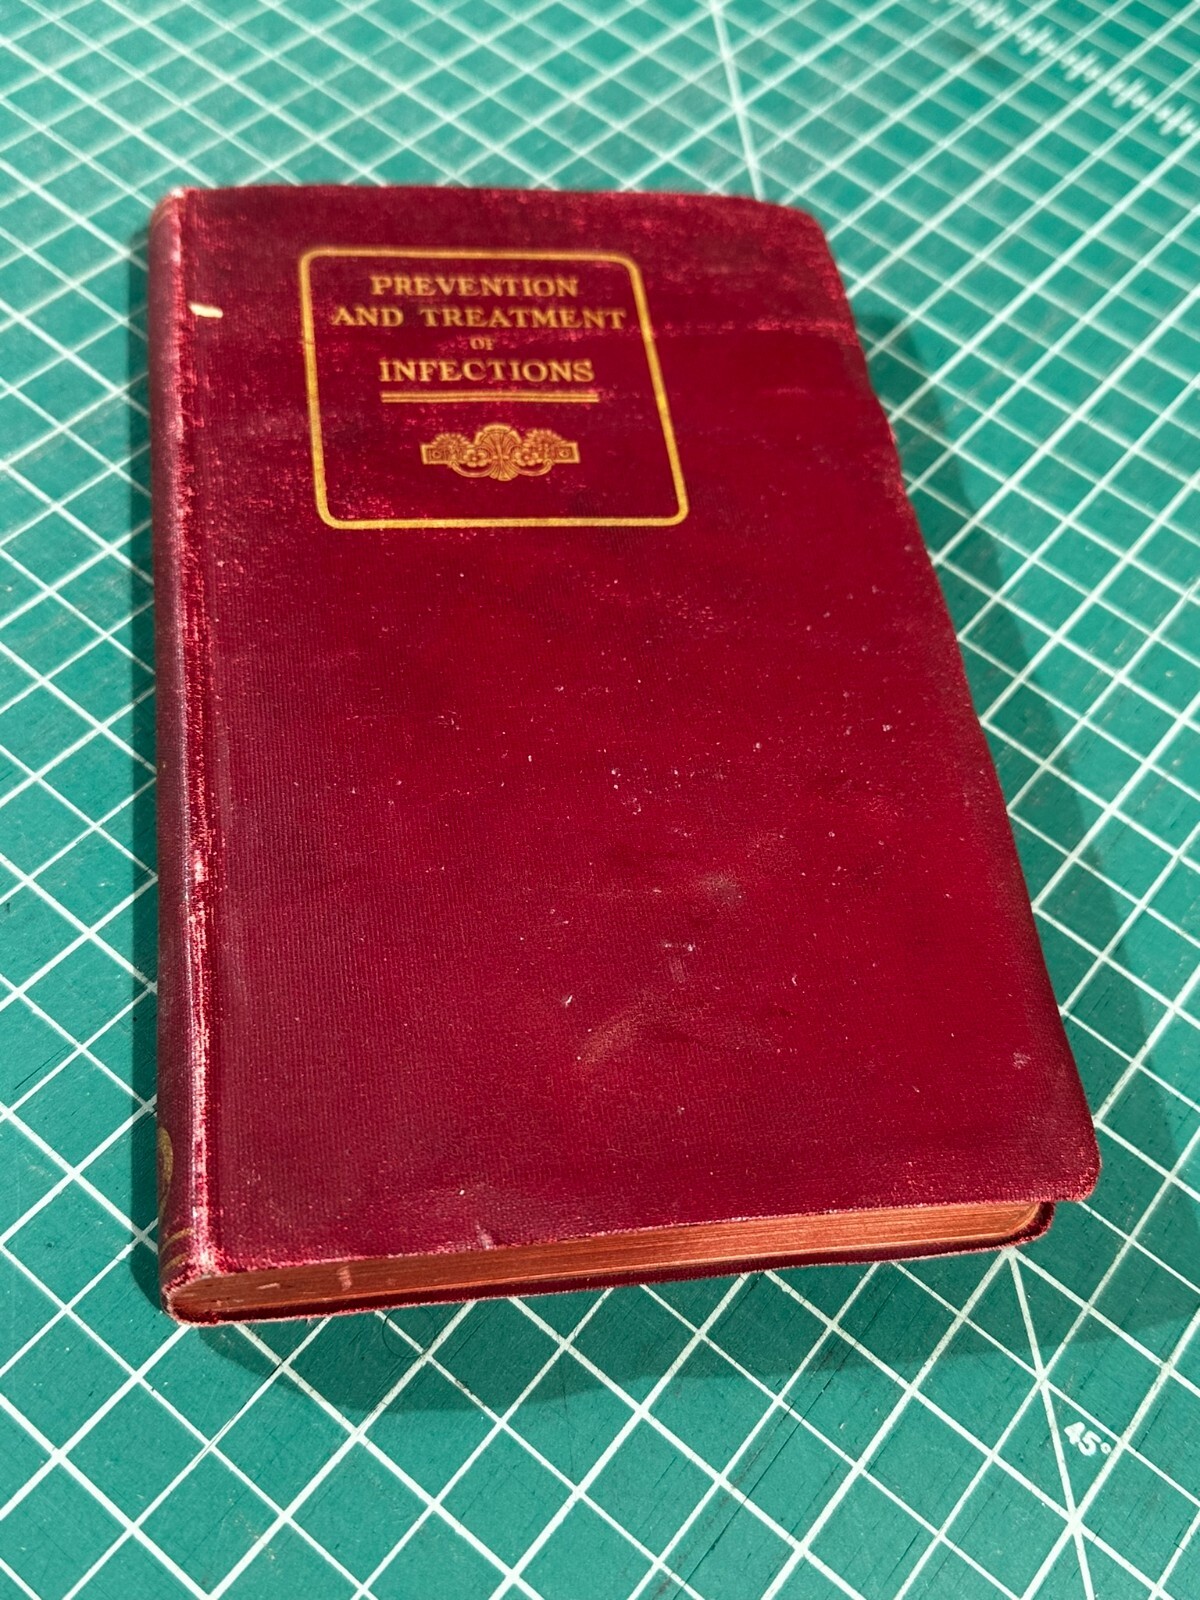 PREVENTION
AND TREATMENT
OF
INFECTIONS
45°